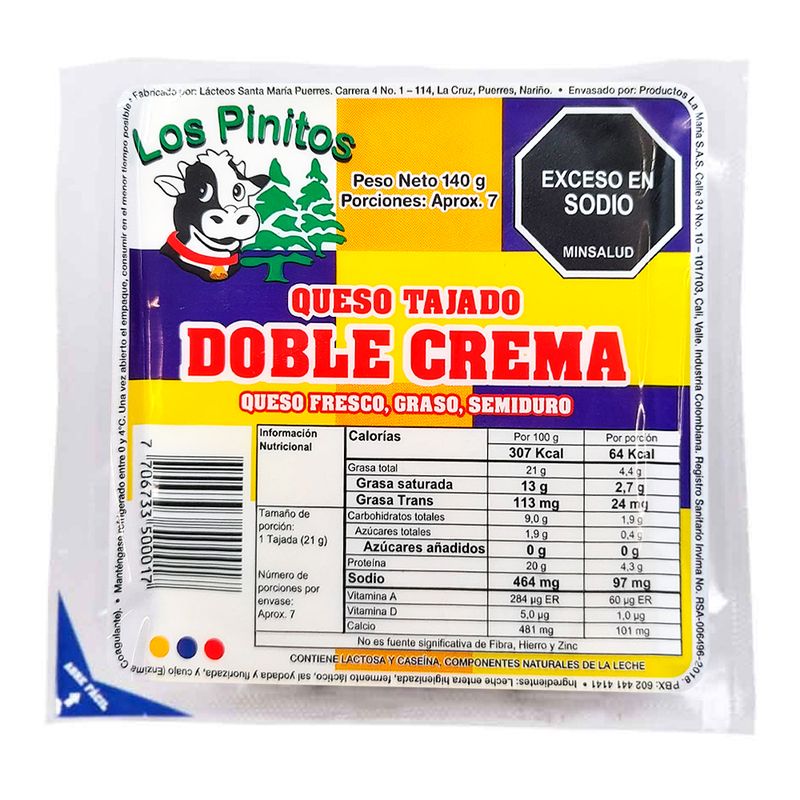 Fabricado por: Lácteos Santa María Puerres. Carrera 4 No. 1 – 114, La Cruz, Puerres, Nariño. • Envasado por: Productos La María S.A.S. Calle 34 No. 10 – 101/103, Cali, Valle. Industria Colombiana. Registro Sanitario Invima No. RSA-006496-2018. PBX: 602 441 4141 • Ingredientes: Leche entera higienizada, fermento láctico, sal yodada y fluorizada, y cuajo (Enzima Coagulante). • Manténgase refrigerado entre 0 y 4°C. Una vez abierto el empaque, consumir en el menor tiempo posible •
Los Pinitos
Peso Neto 140 g
Porciones: Aprox. 7
EXCESO EN
SODIO
MINSALUD
QUESO TAJADO
DOBLE CREMA
QUESO FRESCO, GRASO, SEMIDURO
7 706733 500017
Información
Nutricional
Tamaño de
porción:
1 Tajada (21 g)
Número de
porciones por
envase:
Aprox. 7
Calorías Por 100 g Por porción
307 Kcal 64 Kcal
Grasa total 21 g 4,4 g
Grasa saturada 13 g 2,7 g
Grasa Trans 113 mg 24 mg
Carbohidratos totales 9,0 g 1,9 g
Azúcares totales 1,9 g 0,4 g
Azúcares añadidos 0 g 0 g
Proteína 20 g 4,3 g
Sodio 464 mg 97 mg
Vitamina A 284 µg ER 60 µg ER
Vitamina D 5,0 µg 1,0 µg
Calcio 481 mg 101 mg
No es fuente significativa de Fibra, Hierro y Zinc
CONTIENE LACTOSA Y CASEÍNA, COMPONENTES NATURALES DE LA LECHE
ABRE FÁCIL